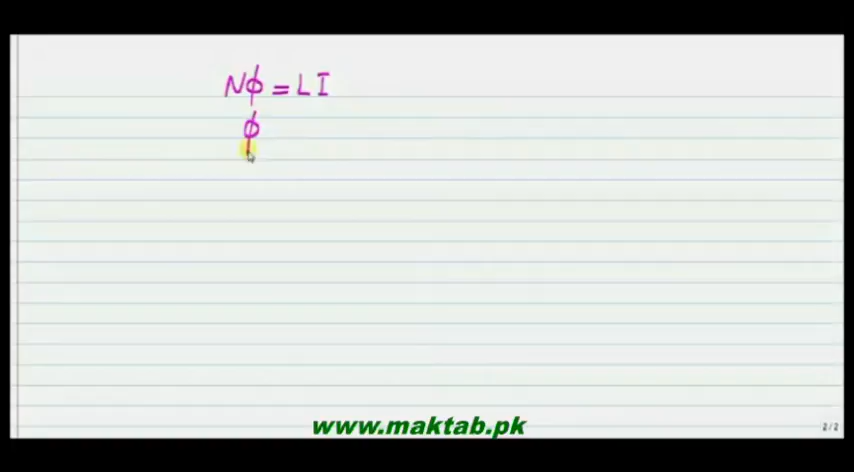 Nϕ = LI
ϕ
www.maktab.pk
2/2